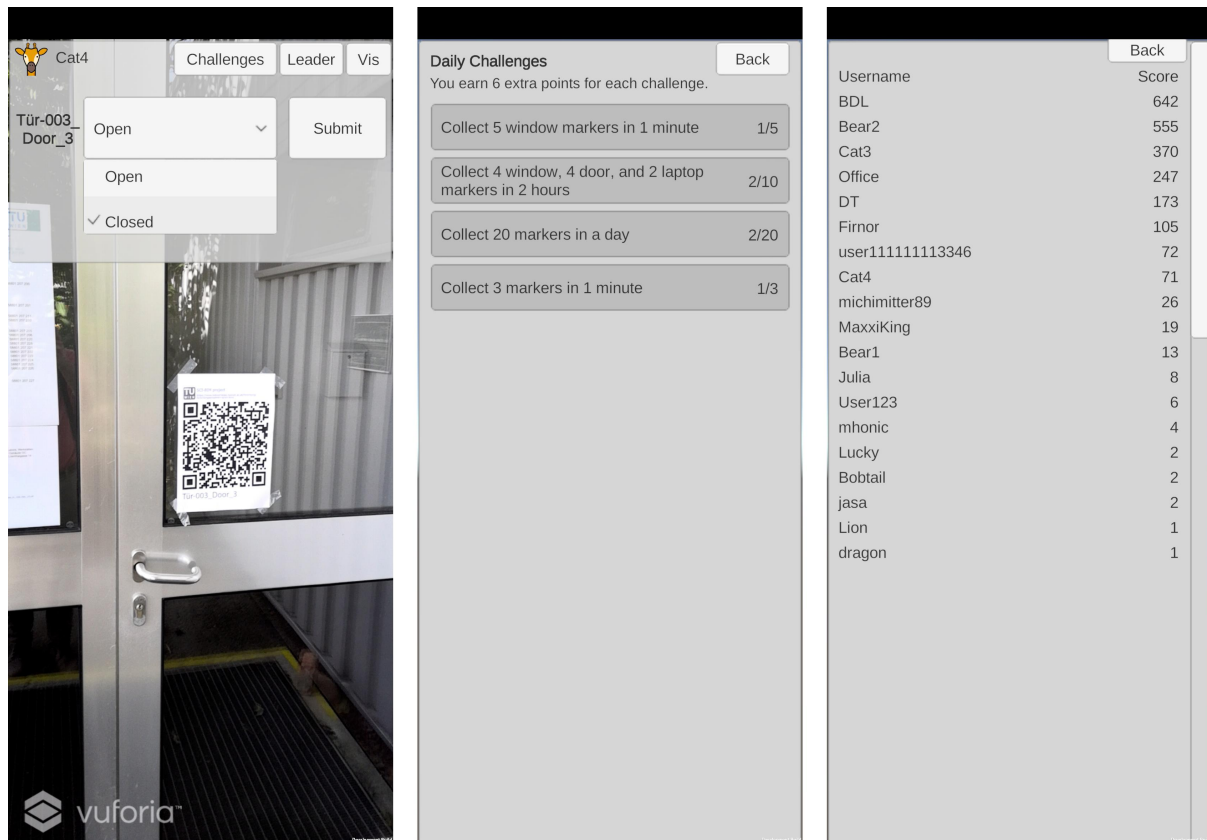 Cat4
Challenges
Leader
Vis
Tür-003_
Door_3
Open
Submit
Open
Closed
TU
TU
Tür-003_Door_3
vuforia™
Daily Challenges
Back
You earn 6 extra points for each challenge.
Collect 5 window markers in 1 minute 1/5
Collect 4 window, 4 door, and 2 laptop
markers in 2 hours 2/10
Collect 20 markers in a day 2/20
Collect 3 markers in 1 minute 1/3
Back
Username Score
BDL 642
Bear2 555
Cat3 370
Office 247
DT 173
Firnor 105
user111111113346 72
Cat4 71
michimitter89 26
MaxxiKing 19
Bear1 13
Julia 8
User123 6
mhonic 4
Lucky 2
Bobtail 2
jasa 2
Lion 1
dragon 1